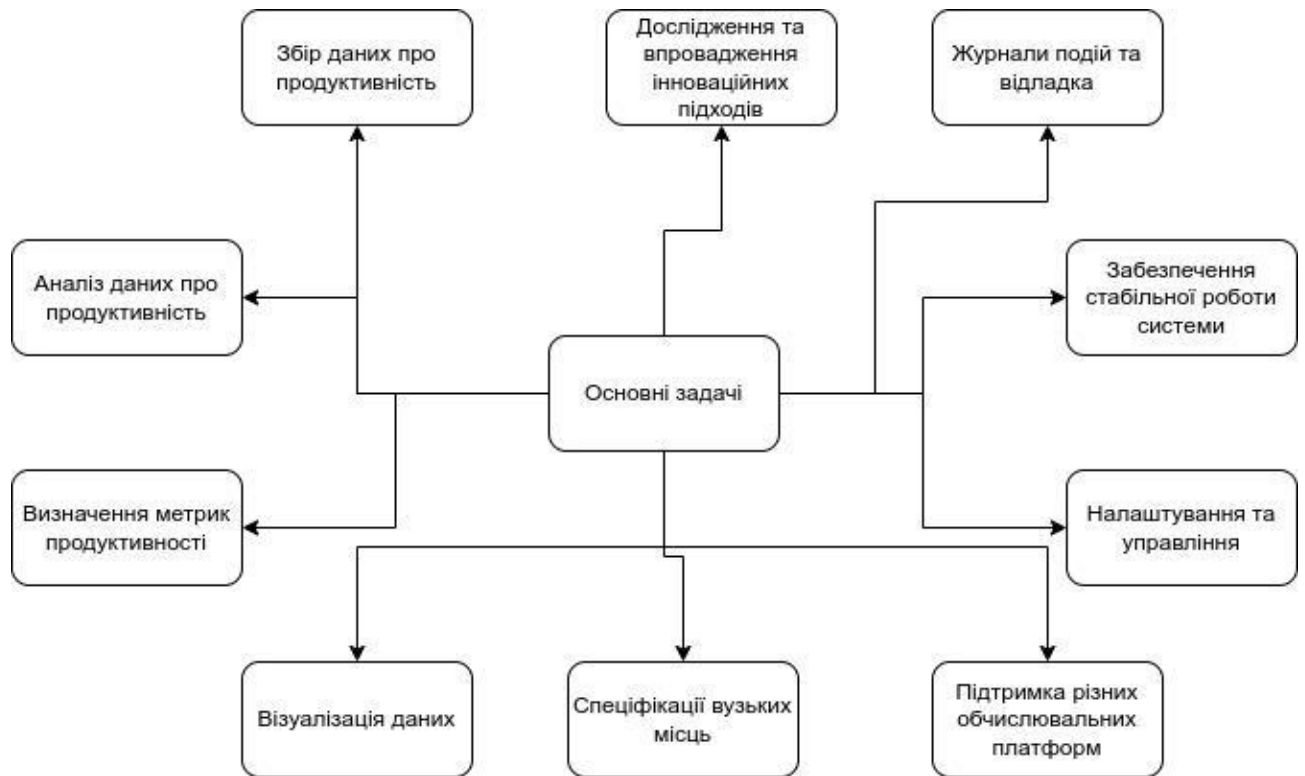 Збір даних про
продуктивність
Дослідження та
впровадження
інноваційних
підходів
Журнали подій та
відладка
Аналіз даних про
продуктивність
Забезпечення
стабільної роботи
системи
Основні задачі
Визначення метрик
продуктивності
Налаштування та
управління
Візуалізація даних
Спеціфікації вузьких
місць
Підтримка різних
обчислювальних
платформ